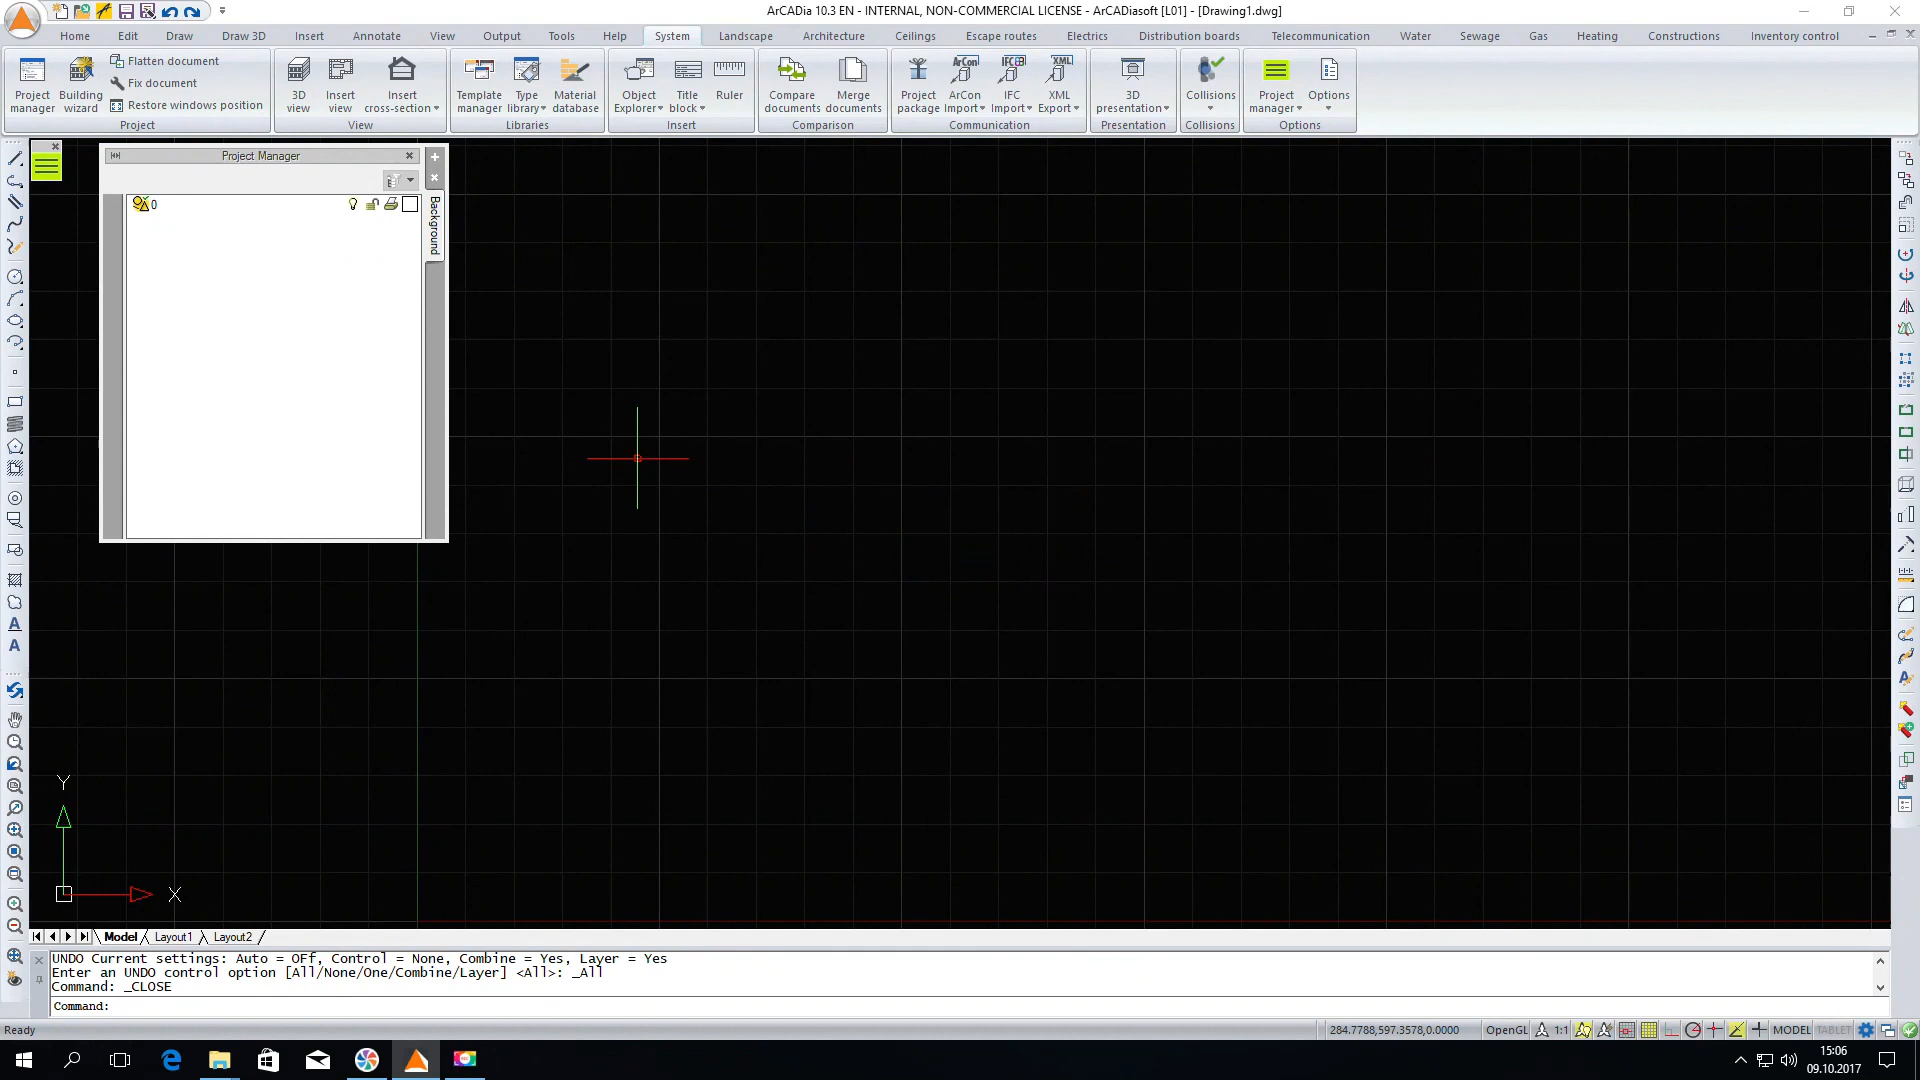 ArCADia 10.3 EN - INTERNAL, NON-COMMERCIAL LICENSE - ArCADiasoft [L01] - [Drawing1.dwg]
Home Edit Draw Draw 3D Insert Annotate View Output Tools Help System Landscape Architecture Ceilings Escape routes Electrics Distribution boards Telecommunication Water Sewage Gas Heating Constructions Inventory control
Project manager
Building wizard
Flatten document
Fix document
Restore windows position
3D view
Insert view
Insert cross-section
Template manager
Type library
Material database
Object Explorer
Title block
Ruler
Compare documents
Merge documents
Project package
ArCon
ArCon Import
IFC
IFC Import
XML
XML Export
3D presentation
Collisions
Project manager
Options
Project View Libraries Insert Comparison Communication Presentation Collisions Options
Project Manager
0
Background
Y
X
Model Layout1 Layout2
UNDO Current settings: Auto = OFf, Control = None, Combine = Yes, Layer = Yes
Enter an UNDO control option [All/None/One/Combine/Layer] <All>: _All
Command: _CLOSE
Command:
Ready
284.7788,597.3578,0.0000 OpenGL 1:1 MODEL TABLET
15:06
09.10.2017